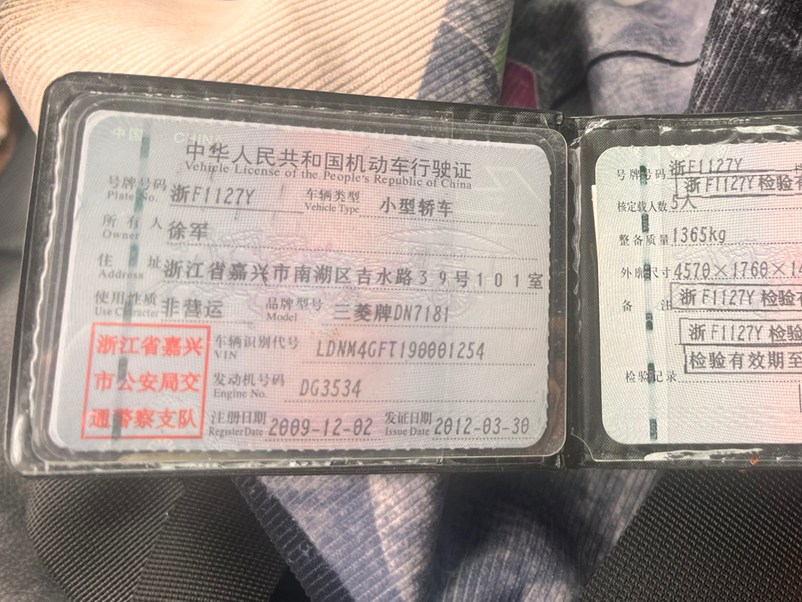 中国 CHINA
中华人民共和国机动车行驶证
Vehicle License of the People's Republic of China
号牌号码 浙F1127Y 车辆类型 小型轿车
Plate No. Vehicle Type
所有人 徐军
Owner
住址 浙江省嘉兴市南湖区吉水路39号101室
Address
使用性质 非营运 品牌型号 三菱牌DN7181
Use Character Model
浙江省嘉兴
市公安局交
通警察支队
车辆识别代号 LDNM4GFT190001254
VIN
发动机号码 DG3534
Engine No.
注册日期 2009-12-02 发证日期 2012-03-30
Register Date Issue Date
号牌号码 浙F1127Y
浙F1127Y检验有
核定载人数 5人
整备质量 1365kg
外廓尺寸 4570×1760×14
备注 浙F1127Y检验有
浙F1127Y检验
检验有效期至
检验记录